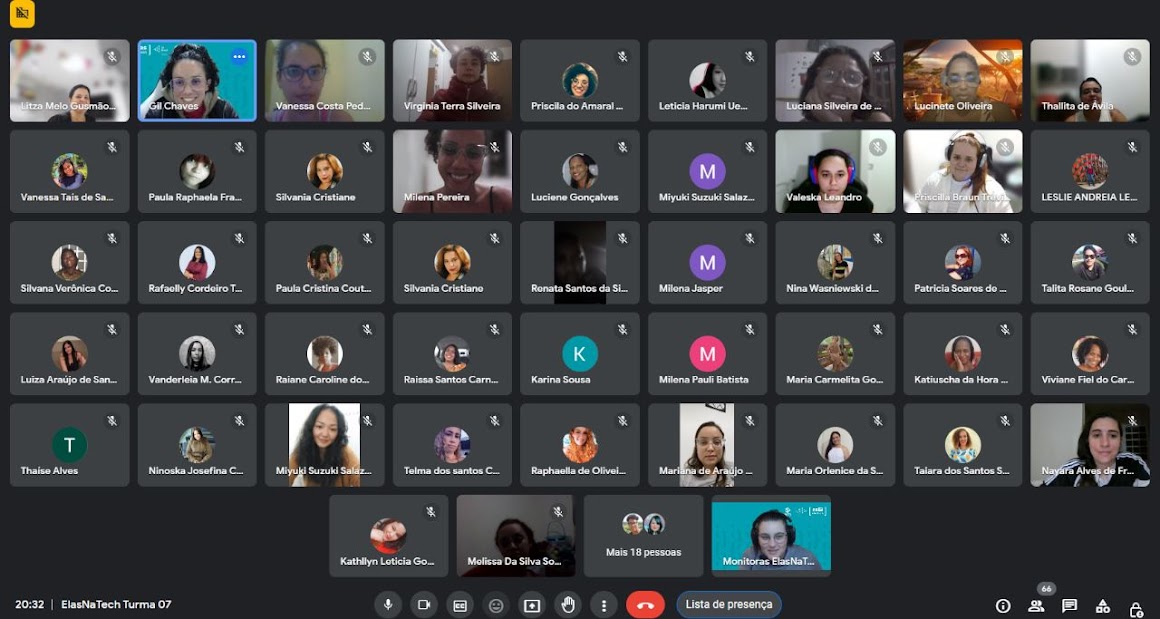 Litza Melo Gusmão...
Gil Chaves
Vanessa Costa Ped...
Virgínia Terra Silveira
Priscila do Amaral ...
Leticia Harumi Ue...
Luciana Silveira de ...
Lucinete Oliveira
Thallita de Ávila
Vanessa Tais de Sa...
Paula Raphaela Fra...
Silvania Cristiane
Milena Pereira
Luciene Gonçalves
M
Miyuki Suzuki Salaz...
Valeska Leandro
Priscilla Braun Trevi...
LESLIE ANDREIA LE...
Silvana Verônica Co...
Rafaelly Cordeiro T...
Paula Cristina Cout...
Silvania Cristiane
Renata Santos da Si...
M
Milena Jasper
Nina Wasniewski d...
Patricia Soares de ...
Talita Rosane Goul...
Luiza Araújo de San...
Vanderleia M. Corr...
Raiane Caroline do...
Raissa Santos Carn...
K
Karina Sousa
M
Milena Pauli Batista
Maria Carmelita Go...
Katiuscha da Hora ...
Viviane Fiel do Car...
T
Thaise Alves
Ninoska Josefina C...
Miyuki Suzuki Salaz...
Telma dos santos C...
Raphaella de Olivei...
Mariana de Araújo ...
Maria Orlenice da S...
Taiara dos Santos S...
Nayara Alves de Fr...
Kathllyn Leticia Go...
Melissa Da Silva So...
Mais 18 pessoas
Monitoras ElasNaT...
66
20:32 | ElasNaTech Turma 07
Lista de presença